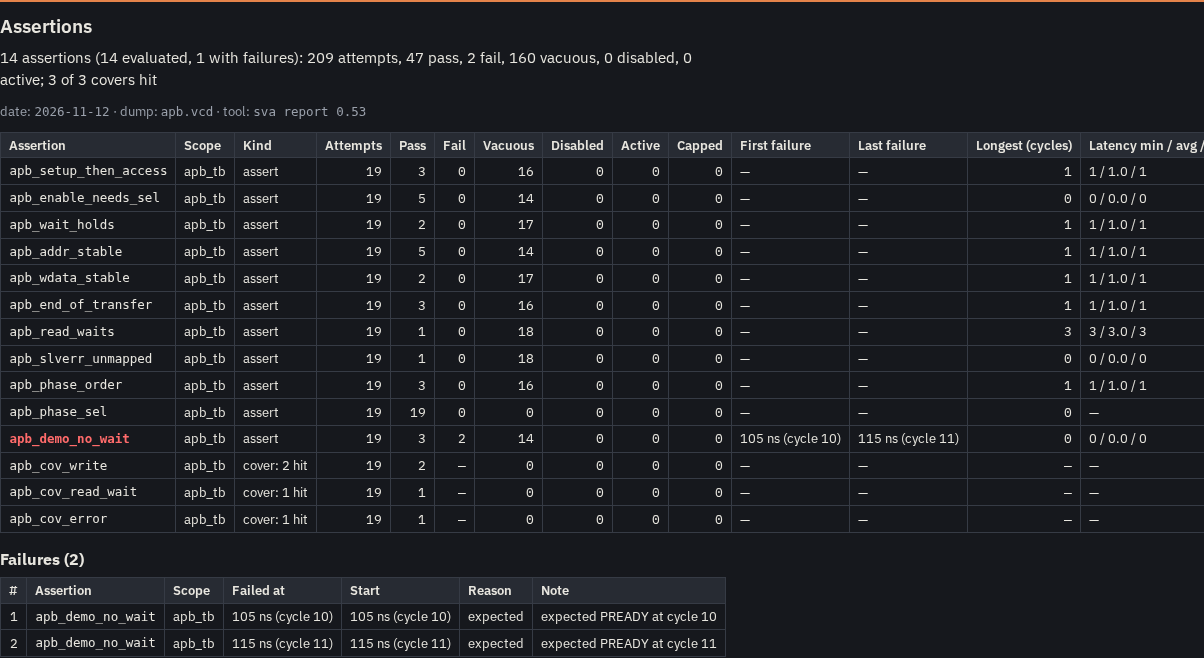 Assertions
14 assertions (14 evaluated, 1 with failures): 209 attempts, 47 pass, 2 fail, 160 vacuous, 0 disabled, 0
active; 3 of 3 covers hit
date: 2026-11-12 · dump: apb.vcd · tool: sva report 0.53
Assertion Scope Kind Attempts Pass Fail Vacuous Disabled Active Capped First failure Last failure Longest (cycles) Latency min / avg /
apb_setup_then_access apb_tb assert 19 3 0 16 0 0 0 — — 1 1 / 1.0 / 1
apb_enable_needs_sel apb_tb assert 19 5 0 14 0 0 0 — — 0 0 / 0.0 / 0
apb_wait_holds apb_tb assert 19 2 0 17 0 0 0 — — 1 1 / 1.0 / 1
apb_addr_stable apb_tb assert 19 5 0 14 0 0 0 — — 1 1 / 1.0 / 1
apb_wdata_stable apb_tb assert 19 2 0 17 0 0 0 — — 1 1 / 1.0 / 1
apb_end_of_transfer apb_tb assert 19 3 0 16 0 0 0 — — 1 1 / 1.0 / 1
apb_read_waits apb_tb assert 19 1 0 18 0 0 0 — — 3 3 / 3.0 / 3
apb_slverr_unmapped apb_tb assert 19 1 0 18 0 0 0 — — 0 0 / 0.0 / 0
apb_phase_order apb_tb assert 19 3 0 16 0 0 0 — — 1 1 / 1.0 / 1
apb_phase_sel apb_tb assert 19 19 0 0 0 0 0 — — 0 —
apb_demo_no_wait apb_tb assert 19 3 2 14 0 0 0 105 ns (cycle 10) 115 ns (cycle 11) 0 0 / 0.0 / 0
apb_cov_write apb_tb cover: 2 hit 19 2 — 0 0 0 0 — — — —
apb_cov_read_wait apb_tb cover: 1 hit 19 1 — 0 0 0 0 — — — —
apb_cov_error apb_tb cover: 1 hit 19 1 — 0 0 0 0 — — — —
Failures (2)
# Assertion Scope Failed at Start Reason Note
1 apb_demo_no_wait apb_tb 105 ns (cycle 10) 105 ns (cycle 10) expected expected PREADY at cycle 10
2 apb_demo_no_wait apb_tb 115 ns (cycle 11) 115 ns (cycle 11) expected expected PREADY at cycle 11